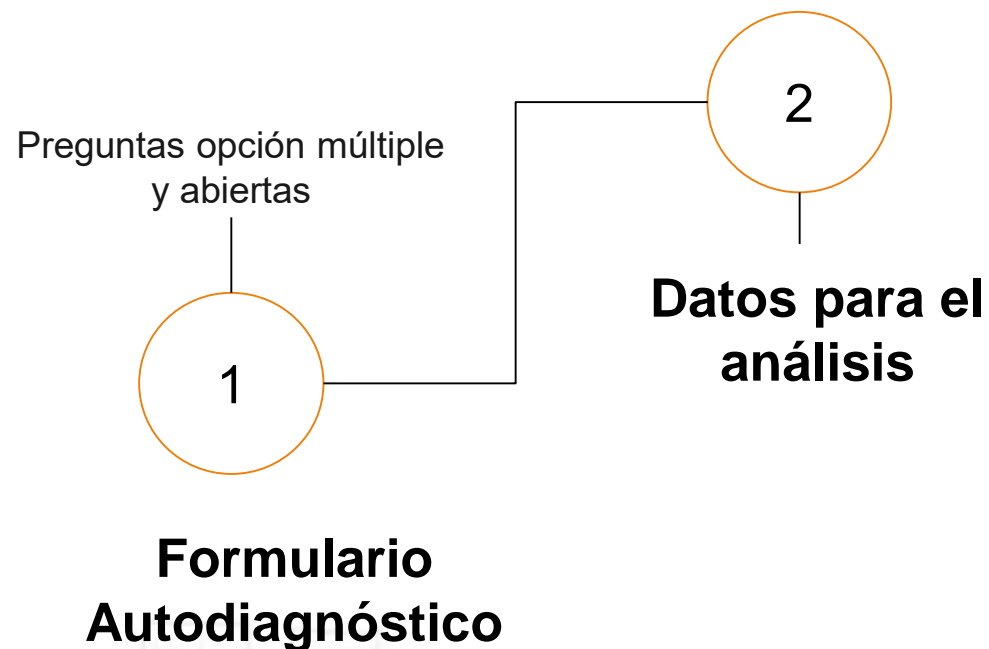 Preguntas opción múltiple
y abiertas
1
Formulario
Autodiagnóstico
2
Datos para el
análisis